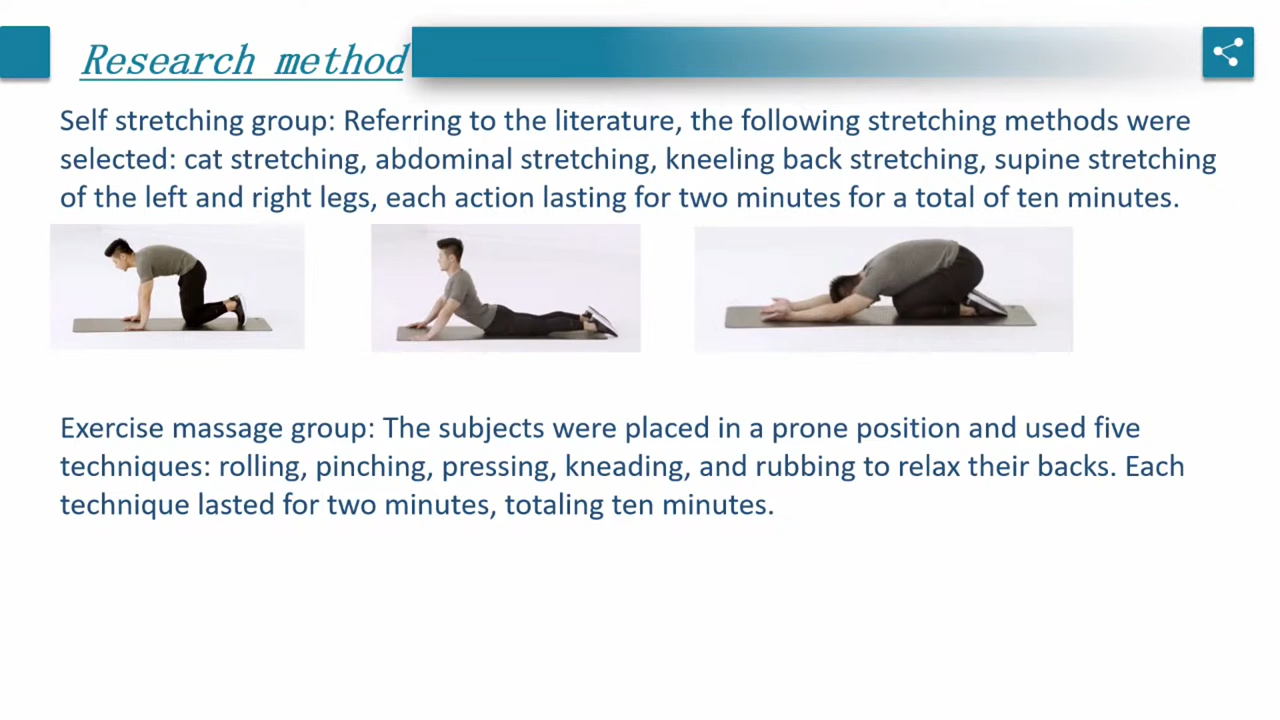 Research method
Self stretching group: Referring to the literature, the following stretching methods were
selected: cat stretching, abdominal stretching, kneeling back stretching, supine stretching
of the left and right legs, each action lasting for two minutes for a total of ten minutes.
Exercise massage group: The subjects were placed in a prone position and used five
techniques: rolling, pinching, pressing, kneading, and rubbing to relax their backs. Each
technique lasted for two minutes, totaling ten minutes.